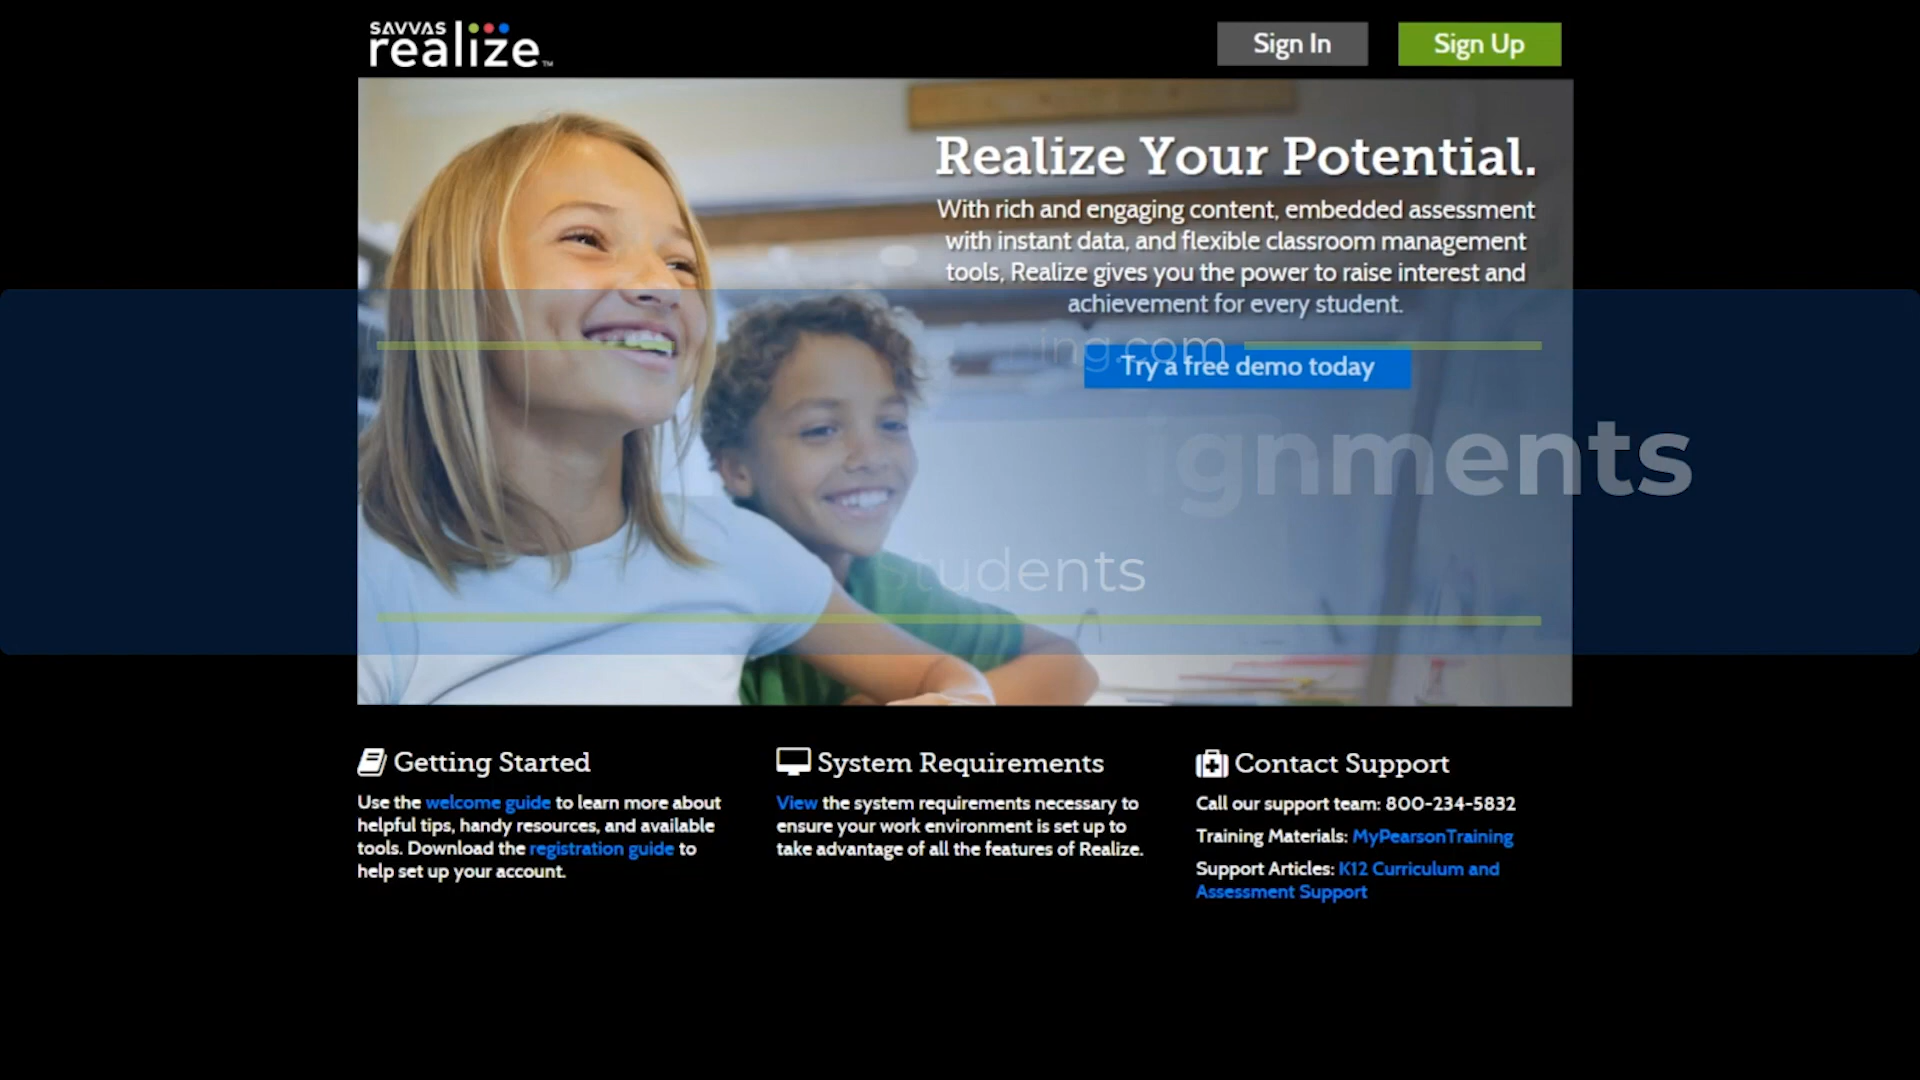 SAVVAS
realize™
Sign In
Sign Up
Realize Your Potential.
With rich and engaging content, embedded assessment
with instant data, and flexible classroom management
tools, Realize gives you the power to raise interest and
achievement for every student.
ing.com
Try a free demo today
ignments
Students
Getting Started
Use the welcome guide to learn more about
helpful tips, handy resources, and available
tools. Download the registration guide to
help set up your account.
System Requirements
View the system requirements necessary to
ensure your work environment is set up to
take advantage of all the features of Realize.
Contact Support
Call our support team: 800-234-5832
Training Materials: MyPearsonTraining
Support Articles: K12 Curriculum and
Assessment Support